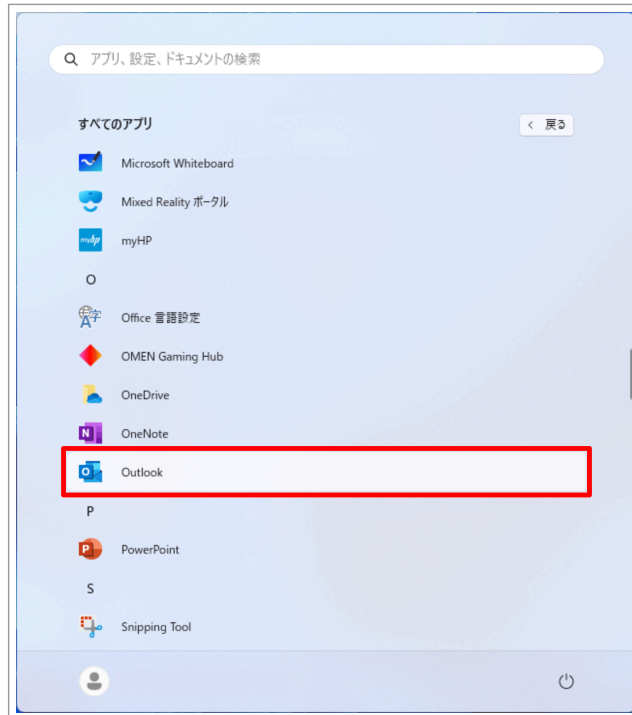 アプリ、設定、ドキュメントの検索
すべてのアプリ
戻る
Microsoft Whiteboard
Mixed Reality ポータル
myhp
myHP
O
字
A
Office 言語設定
OMEN Gaming Hub
OneDrive
N
OneNote
O
Outlook
P
P
PowerPoint
S
Snipping Tool